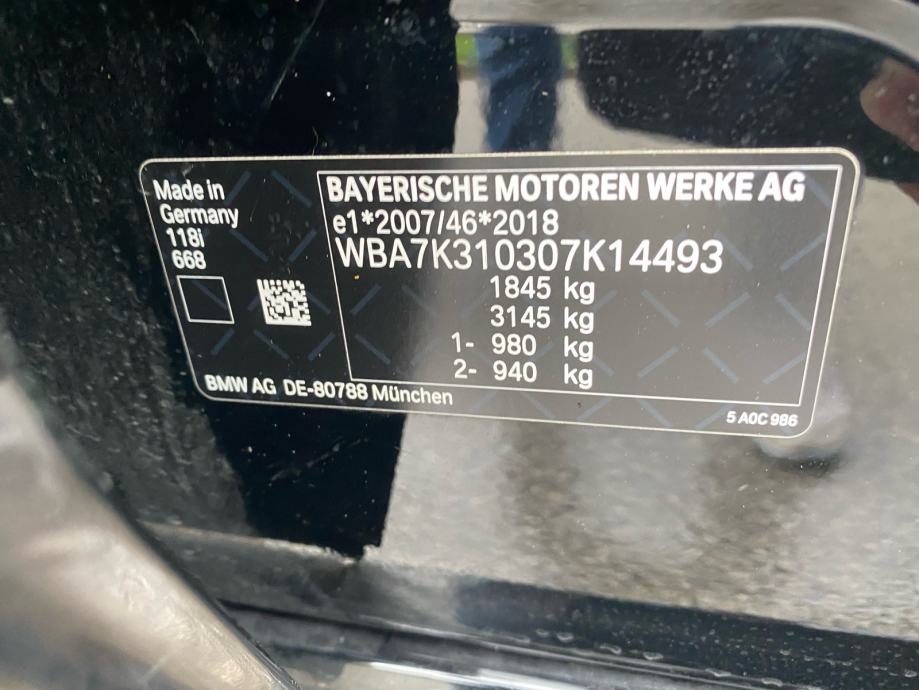 Made in
Germany
118i
668
BAYERISCHE MOTOREN WERKE AG
e1*2007/46*2018
WBA7K310307K14493
1845 kg
3145 kg
1- 980 kg
2- 940 kg
BMW AG DE-80788 München
5 A0C 986